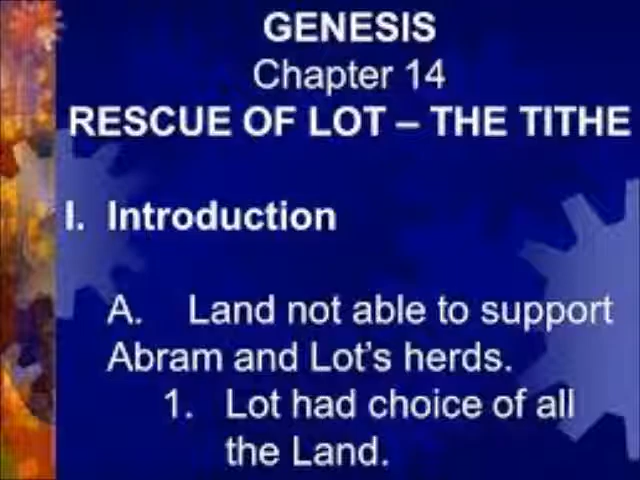 GENESIS
Chapter 14
RESCUE OF LOT – THE TITHE
I. Introduction
A. Land not able to support
Abram and Lot's herds.
1. Lot had choice of all
the Land.